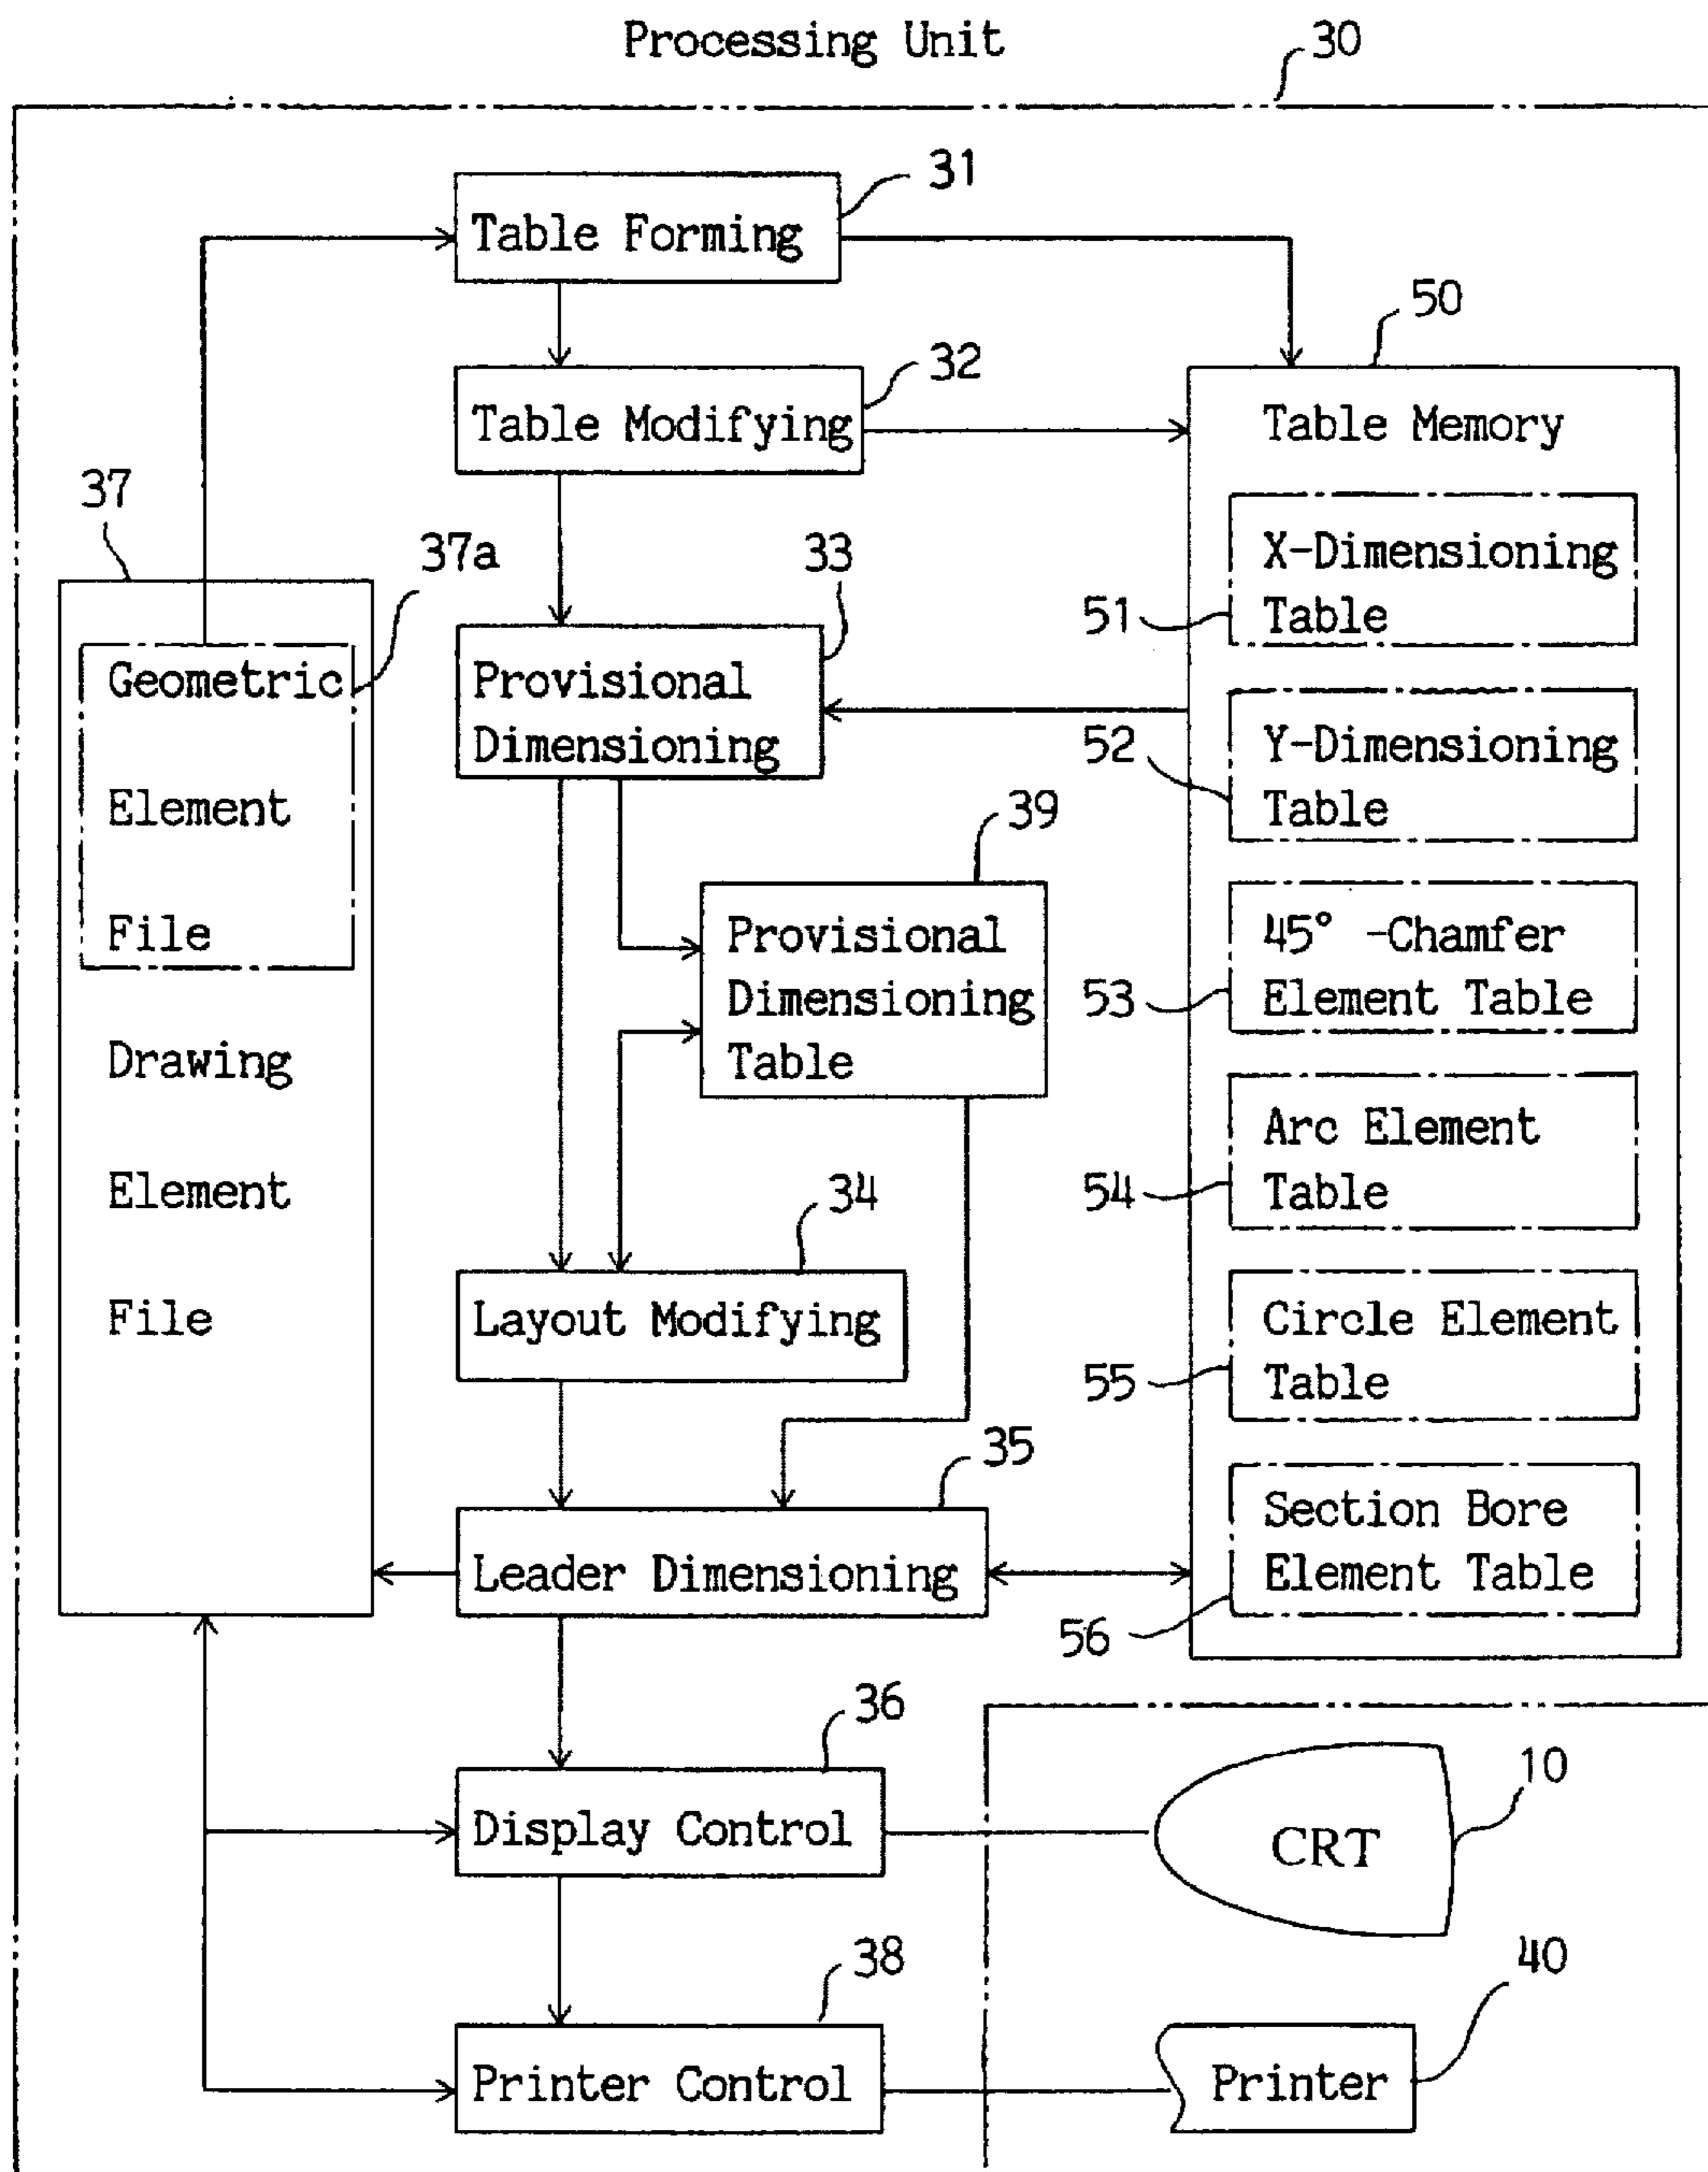 Processing Unit
30
31
Table Forming
50
32
Table Modifying
Table Memory
37
37a
33
X-Dimensioning
Table
51
Geometric
Element
File
Drawing
Element
File
Provisional
Dimensioning
52
Y-Dimensioning
Table
39
Provisional
Dimensioning
Table
45° -Chamfer
Element Table
53
Arc Element
Table
54
34
Layout Modifying
Circle Element
Table
55
35
Leader Dimensioning
Section Bore
Element Table
56
36
Display Control
10
CRT
38
Printer Control
40
Printer